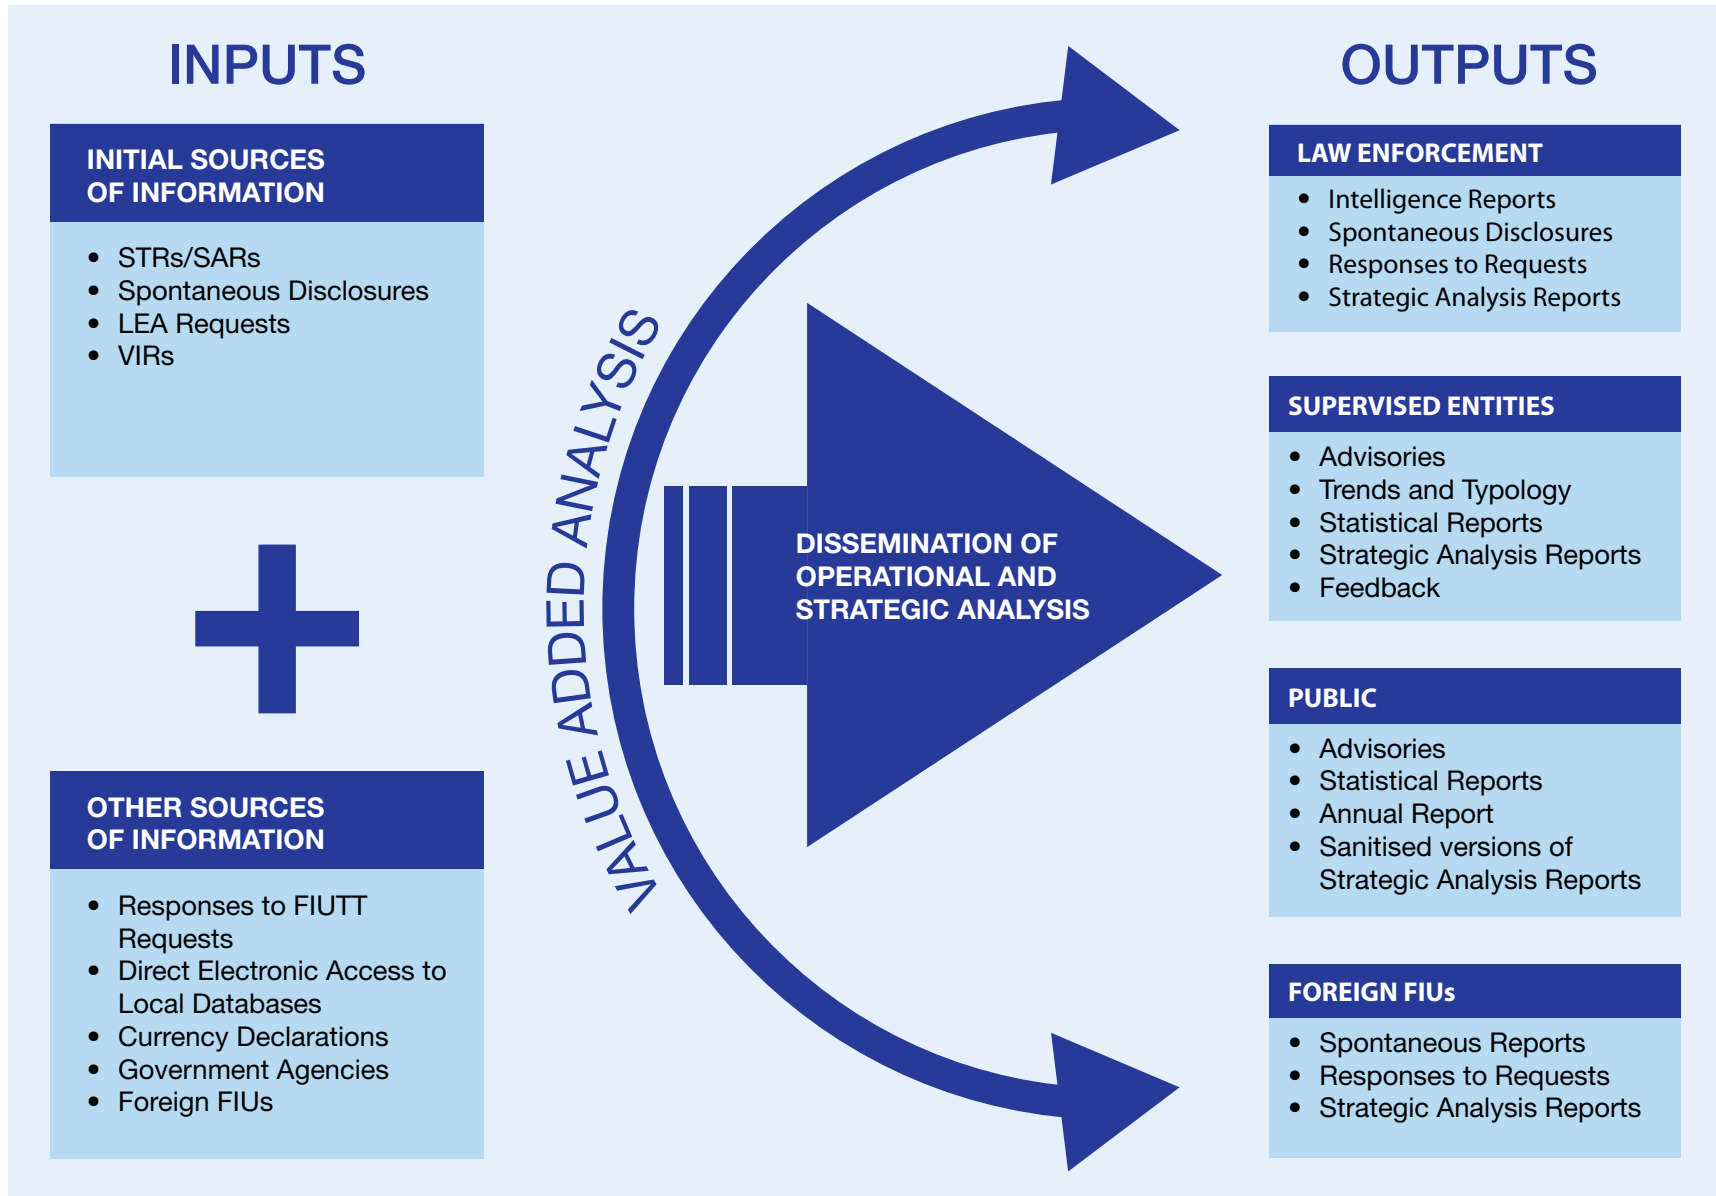 INPUTS
INITIAL SOURCES
OF INFORMATION
• STRs/SARs
• Spontaneous Disclosures
• LEA Requests
• VIRs
OTHER SOURCES
OF INFORMATION
• Responses to FIUTT
Requests
• Direct Electronic Access to
Local Databases
• Currency Declarations
• Government Agencies
• Foreign FIUs
VALUE ADDED ANALYSIS
DISSEMINATION OF
OPERATIONAL AND
STRATEGIC ANALYSIS
OUTPUTS
LAW ENFORCEMENT
• Intelligence Reports
• Spontaneous Disclosures
• Responses to Requests
• Strategic Analysis Reports
SUPERVISED ENTITIES
• Advisories
• Trends and Typology
• Statistical Reports
• Strategic Analysis Reports
• Feedback
PUBLIC
• Advisories
• Statistical Reports
• Annual Report
• Sanitised versions of
Strategic Analysis Reports
FOREIGN FIUs
• Spontaneous Reports
• Responses to Requests
• Strategic Analysis Reports